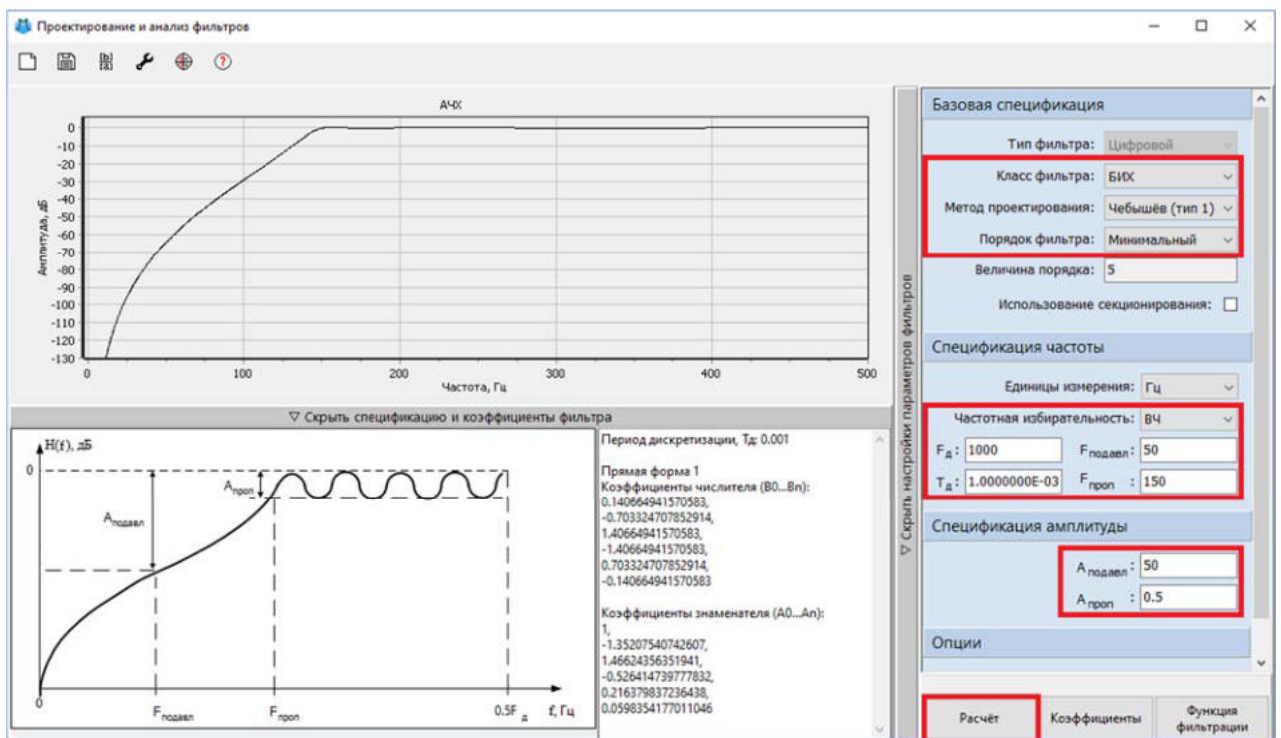 Проектирование и анализ фильтров
АЧХ
Амплитуда, дБ
0
-10
-20
-30
-40
-50
-60
-70
-80
-90
-100
-110
-120
-130
0 100 200 300 400 500
Частота, Гц
▽ Скрыть спецификацию и коэффициенты фильтра
H(f), дБ
0
Aпроп
Aподавл
0
Fподавл
Fпроп
0.5F д
f, Гц
Период дискретизации, Тд: 0.001
Прямая форма 1
Коэффициенты числителя (B0...Bn):
0.140664941570583,
-0.703324707852914,
1.40664941570583,
-1.40664941570583,
0.703324707852914,
-0.140664941570583
Коэффициенты знаменателя (A0...An):
1,
-1.35207540742607,
1.46624356351941,
-0.526414739777832,
0.216379837236438,
0.0598354177011046
▽ Скрыть настройки параметров фильтров
Базовая спецификация
Тип фильтра: Цифровой
Класс фильтра: БИХ
Метод проектирования: Чебышёв (тип 1)
Порядок фильтра: Минимальный
Величина порядка: 5
Использование секционирования:
Спецификация частоты
Единицы измерения: Гц
Частотная избирательность: ВЧ
Fд: 1000 Fподавл: 50
Tд: 1.0000000E-03 Fпроп : 150
Спецификация амплитуды
A подавл: 50
A проп : 0.5
Опции
Расчёт
Коэффициенты
Функция
фильтрации